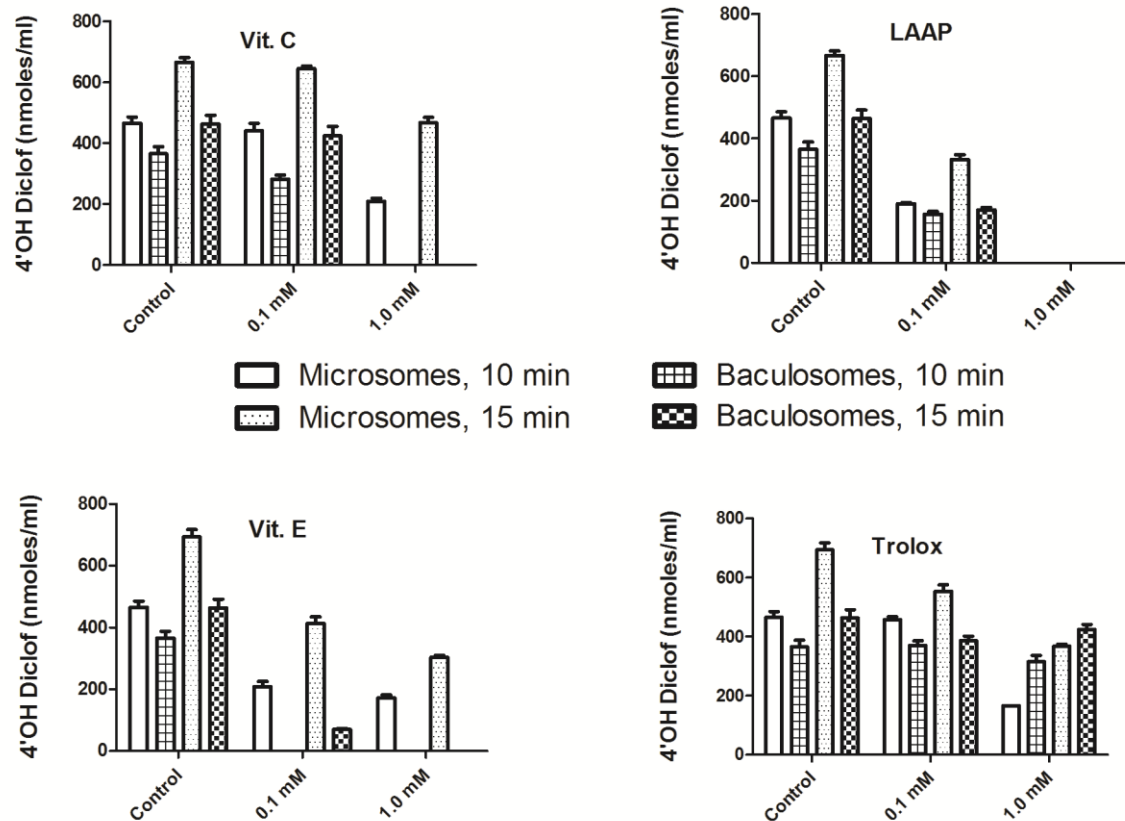 Vit. C
4'OH Diclof (nmoles/ml)
800
600
400
200
0
Control
0.1 mM
1.0 mM
LAAP
4'OH Diclof (nmoles/ml)
800
600
400
200
0
Control
0.1 mM
1.0 mM
Microsomes, 10 min
Baculosomes, 10 min
Microsomes, 15 min
Baculosomes, 15 min
Vit. E
4'OH Diclof (nmoles/ml)
800
600
400
200
0
Control
0.1 mM
1.0 mM
Trolox
4'OH Diclof (nmoles/ml)
800
600
400
200
0
Control
0.1 mM
1.0 mM